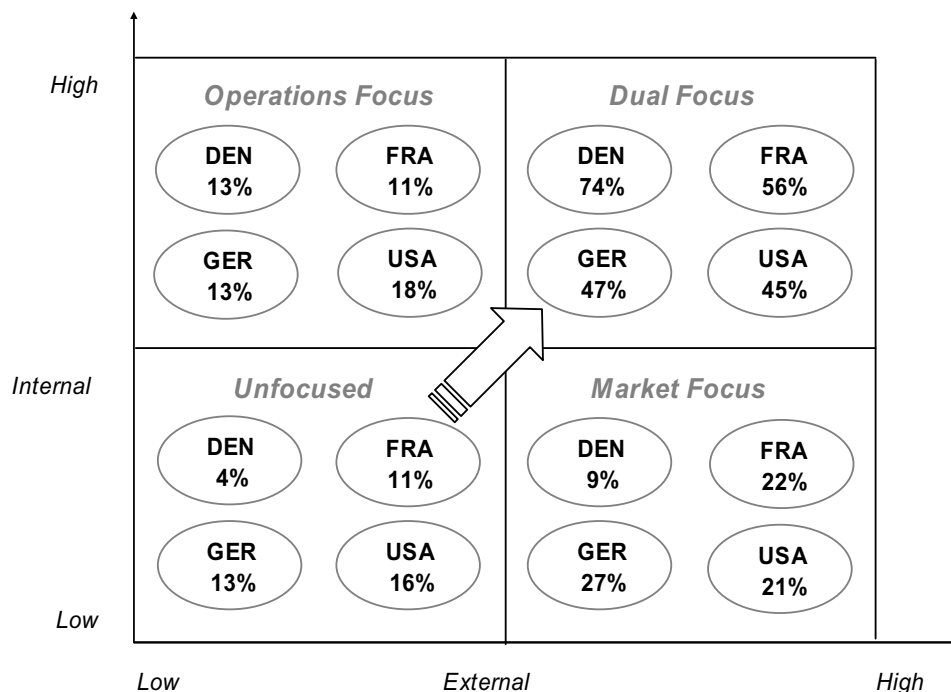 High
Operations Focus
Dual Focus
DEN
13%
FRA
11%
DEN
74%
FRA
56%
GER
13%
USA
18%
GER
47%
USA
45%
Internal
Unfocused
Market Focus
DEN
4%
FRA
11%
DEN
9%
FRA
22%
GER
13%
USA
16%
GER
27%
USA
21%
Low
Low
External
High